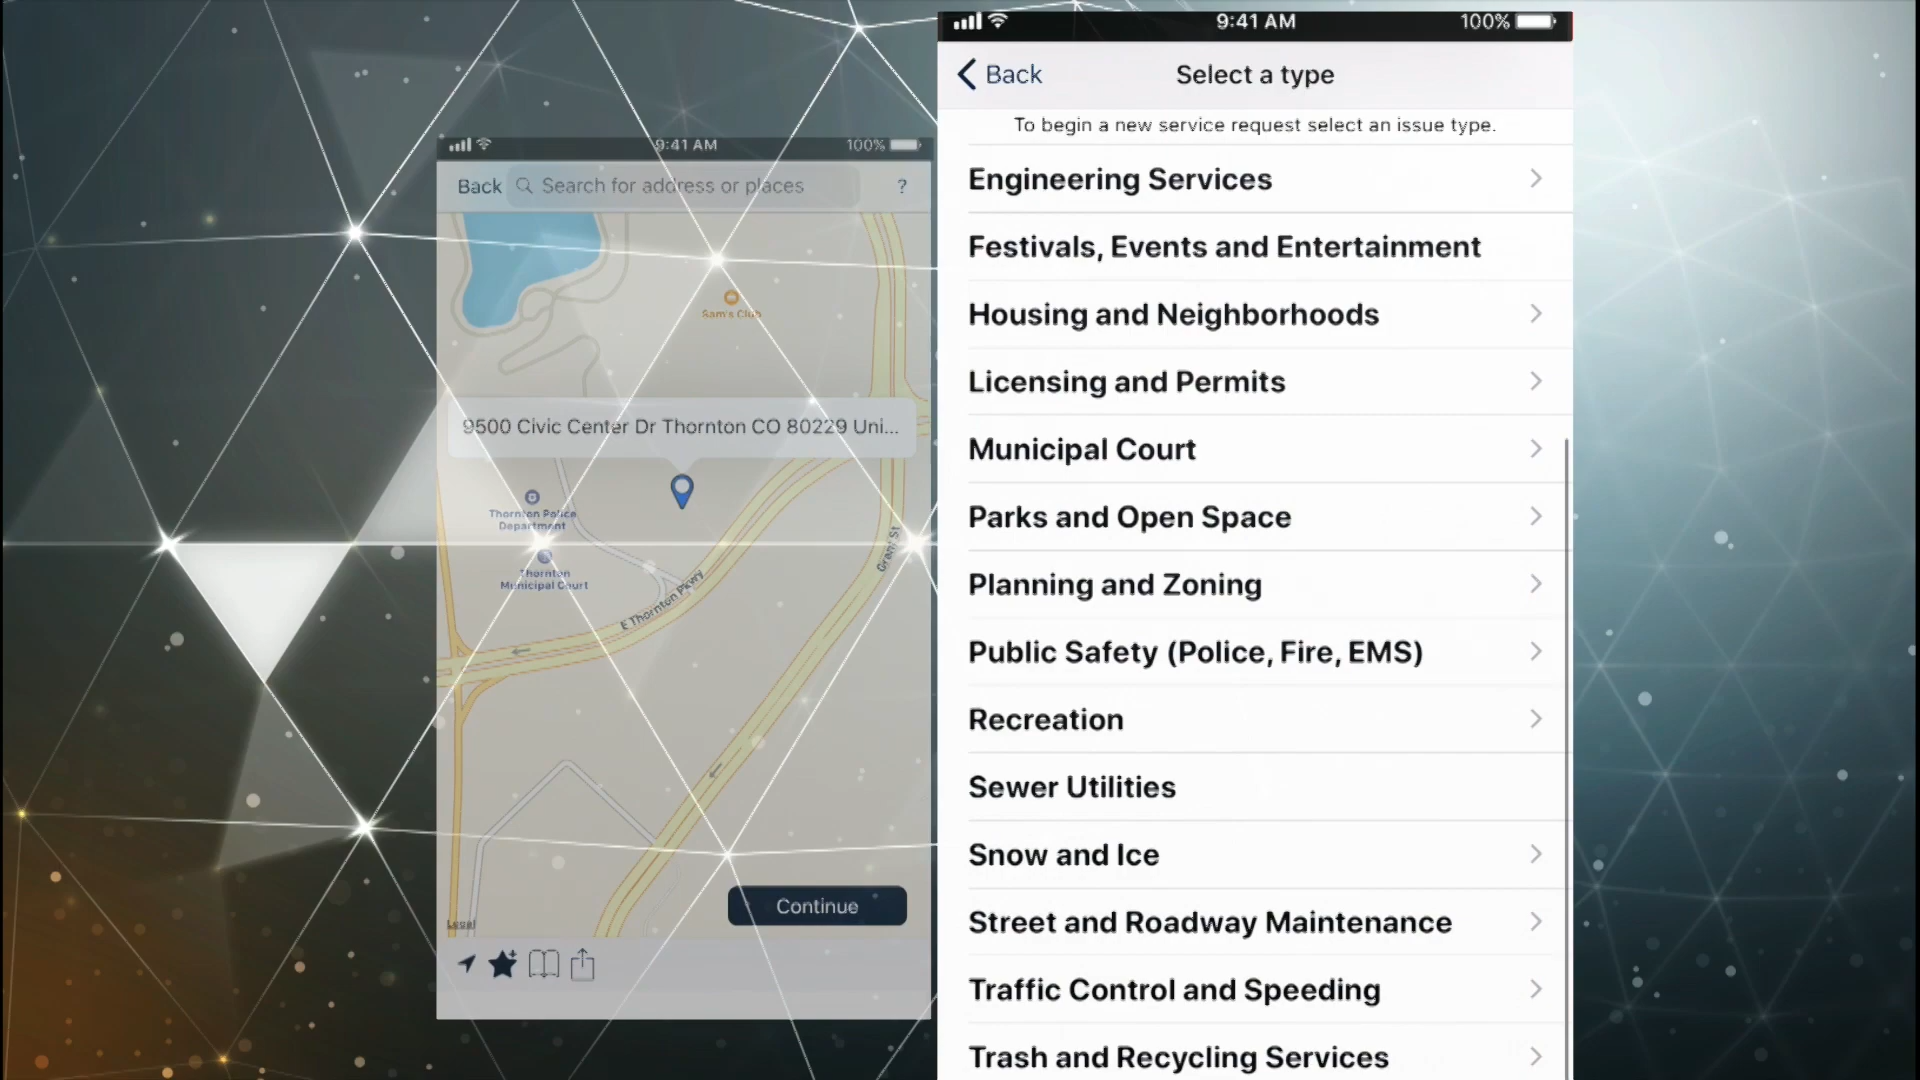 9:41 AM
100%
Back
Search for address or places
?
Sam's Club
9500 Civic Center Dr Thornton CO 80229 Uni...
Thornton Police
Department
Thornton
Municipal Court
E Thornton Pkwy
Grant St
Continue
Legal
9:41 AM
100%
Back
Select a type
To begin a new service request select an issue type.
Engineering Services
Festivals, Events and Entertainment
Housing and Neighborhoods
Licensing and Permits
Municipal Court
Parks and Open Space
Planning and Zoning
Public Safety (Police, Fire, EMS)
Recreation
Sewer Utilities
Snow and Ice
Street and Roadway Maintenance
Traffic Control and Speeding
Trash and Recycling Services